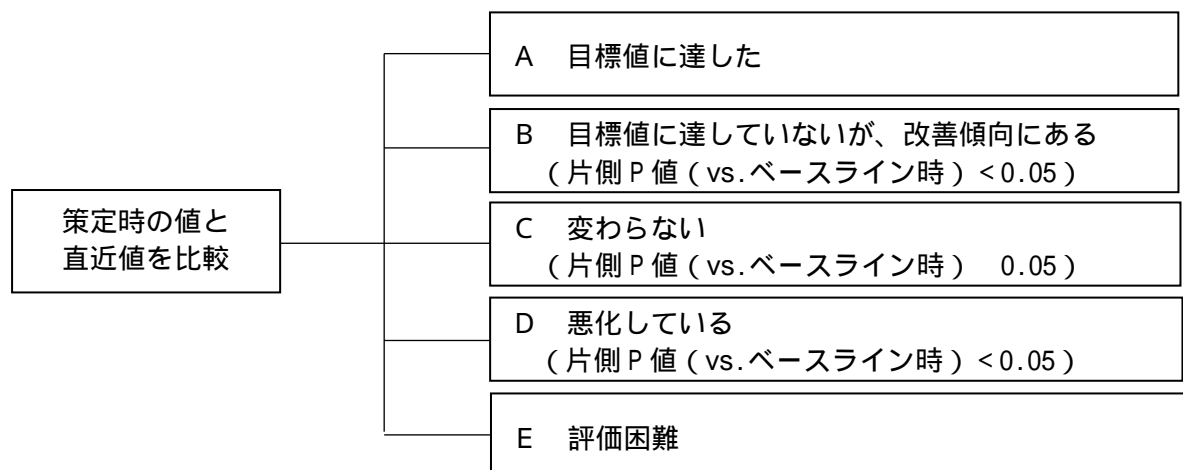 策定時の値と
直近値を比較
A 目標値に達した
B 目標値に達していないが、改善傾向にある
(片側P値(vs.ベースライン時)<0.05)
C 変わらない
(片側P値(vs.ベースライン時) 0.05)
D 悪化している
(片側P値(vs.ベースライン時)<0.05)
E 評価困難